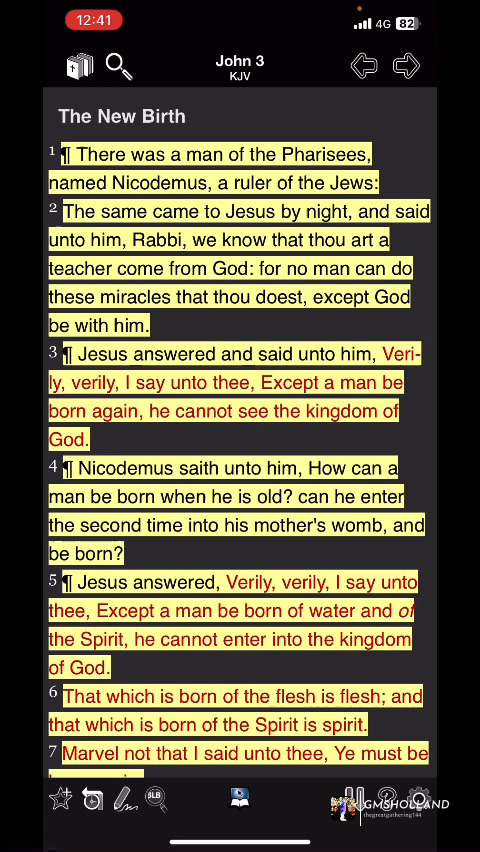 12:41
4G 82
John 3
KJV
The New Birth
1 ¶ There was a man of the Pharisees,
named Nicodemus, a ruler of the Jews:
2 The same came to Jesus by night, and said
unto him, Rabbi, we know that thou art a
teacher come from God: for no man can do
these miracles that thou doest, except God
be with him.
3 ¶ Jesus answered and said unto him, Veri-
ly, verily, I say unto thee, Except a man be
born again, he cannot see the kingdom of
God.
4 ¶ Nicodemus saith unto him, How can a
man be born when he is old? can he enter
the second time into his mother's womb, and
be born?
5 ¶ Jesus answered, Verily, verily, I say unto
thee, Except a man be born of water and of
the Spirit, he cannot enter into the kingdom
of God.
6 That which is born of the flesh is flesh; and
that which is born of the Spirit is spirit.
7 Marvel not that I said unto thee, Ye must be
SLB
GMSHOLLAND
thegreatgathering144